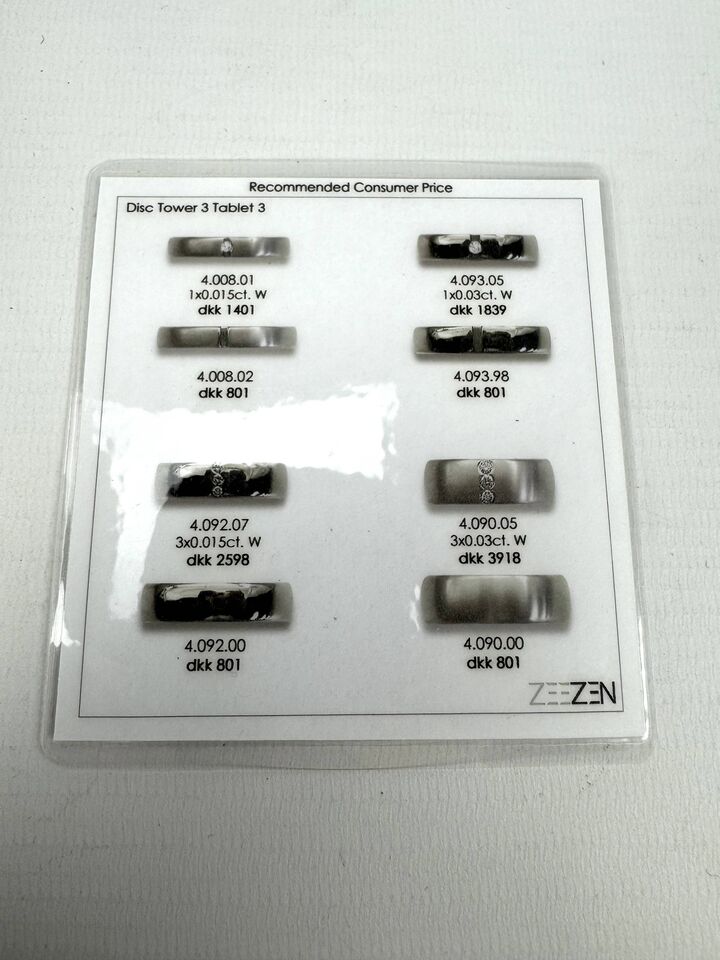 Recommended Consumer Price
Disc Tower 3 Tablet 3
4.008.01
1x0.015ct. W
dkk 1401
4.093.05
1x0.03ct. W
dkk 1839
4.008.02
dkk 801
4.093.98
dkk 801
4.092.07
3x0.015ct. W
dkk 2598
4.090.05
3x0.03ct. W
dkk 3918
4.092.00
dkk 801
4.090.00
dkk 801
ZEEZEN